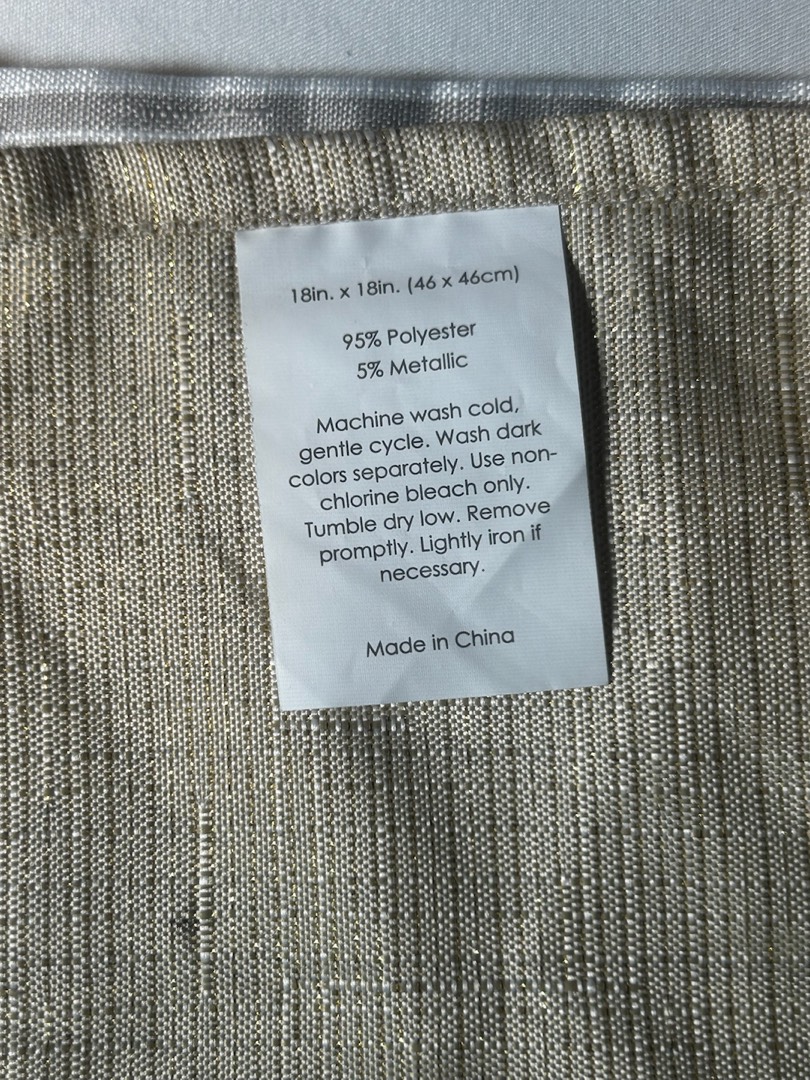 18in. x 18in. (46 x 46cm)
95% Polyester
5% Metallic
Machine wash cold,
gentle cycle. Wash dark
colors separately. Use non-
chlorine bleach only.
Tumble dry low. Remove
promptly. Lightly iron if
necessary.
Made in China